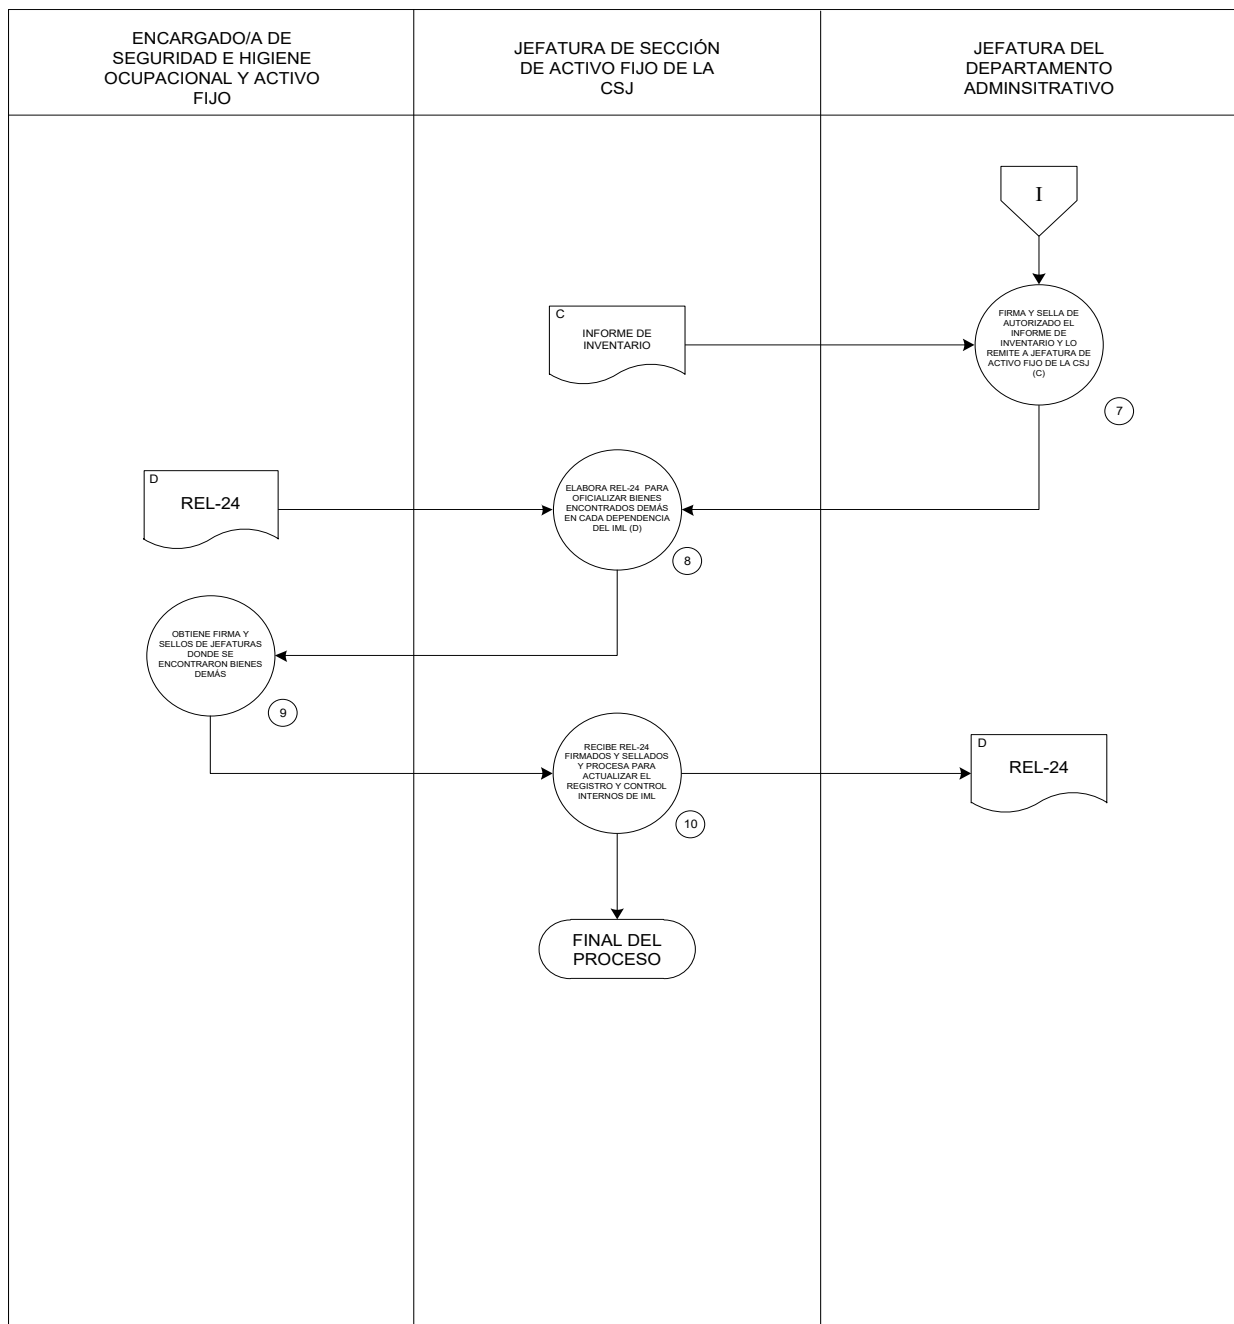 ENCARGADO/A DE
SEGURIDAD E HIGIENE
OCUPACIONAL Y ACTIVO
FIJO
JEFATURA DE SECCIÓN
DE ACTIVO FIJO DE LA
CSJ
JEFATURA DEL
DEPARTAMENTO
ADMINSITRATIVO
I
FIRMA Y SELLA DE
AUTORIZADO EL
INFORME DE
INVENTARIO Y LO
REMITE A JEFATURA DE
ACTIVO FIJO DE LA CSJ
(C)
7
C
INFORME DE
INVENTARIO
D
REL-24
ELABORA REL-24 PARA
OFICIALIZAR BIENES
ENCONTRADOS DEMÁS
EN CADA DEPENDENCIA
DEL IML (D)
8
OBTIENE FIRMA Y
SELLOS DE JEFATURAS
DONDE SE
ENCONTRARON BIENES
DEMÁS
9
RECIBE REL-24
FIRMADOS Y SELLADOS
Y PROCESA PARA
ACTUALIZAR EL
REGISTRO Y CONTROL
INTERNOS DE IML
10
D
REL-24
FINAL DEL
PROCESO